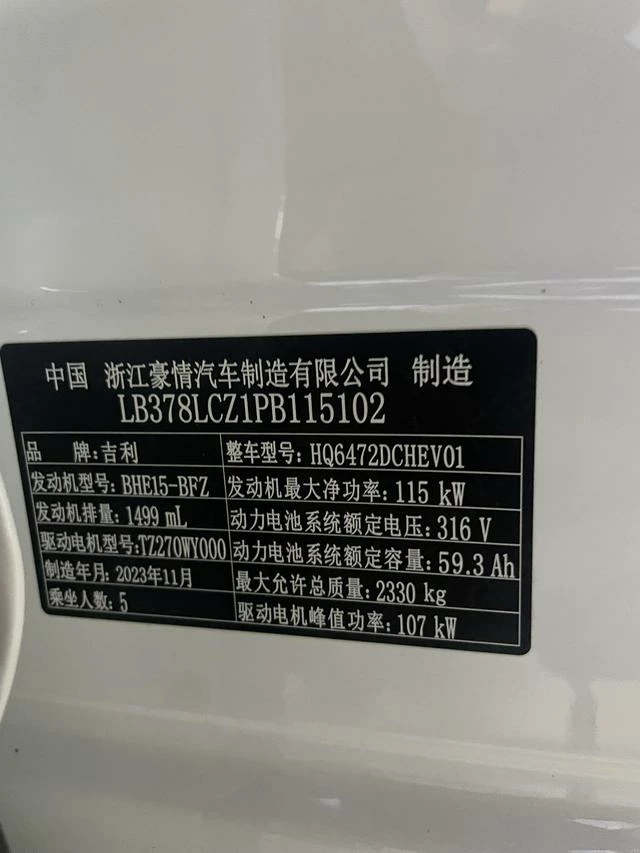 中国 浙江豪情汽车制造有限公司 制造
LB378LCZ1PB115102
品 牌:吉利 整车型号:HQ6472DCHEV01
发动机型号:BHE15-BFZ 发动机最大净功率:115 kW
发动机排量:1499 mL 动力电池系统额定电压:316 V
驱动电机型号:TZ270WY000 动力电池系统额定容量:59.3 Ah
制造年月:2023年11月 最大允许总质量:2330 kg
乘坐人数:5 驱动电机峰值功率:107 kW